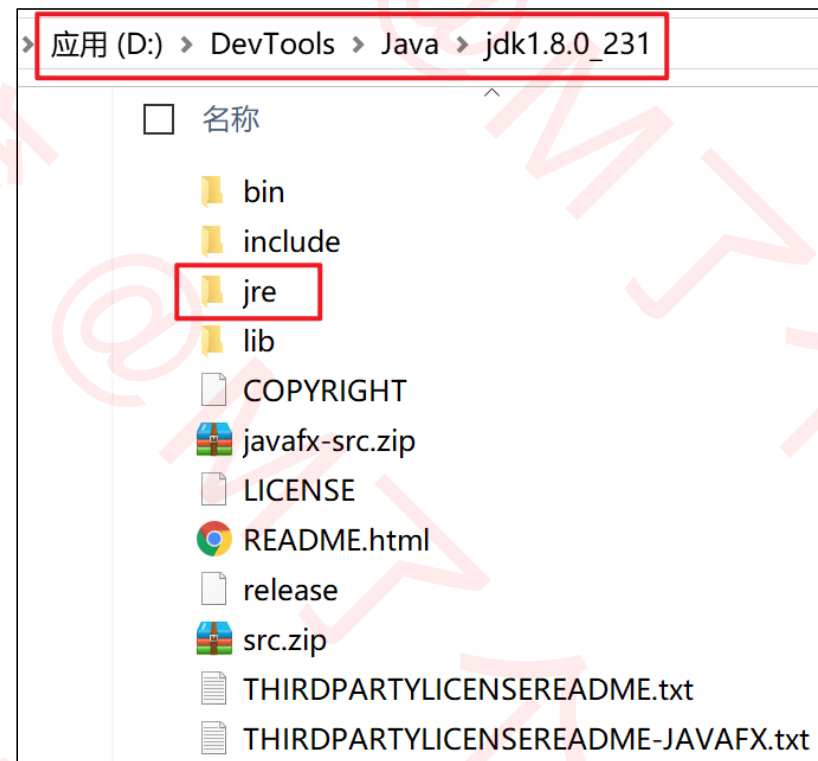 应用 (D:) > DevTools > Java > jdk1.8.0_231
名称
bin
include
jre
lib
COPYRIGHT
javafx-src.zip
LICENSE
README.html
release
src.zip
THIRDPARTYLICENSEREADME.txt
THIRDPARTYLICENSEREADME-JAVAFX.txt